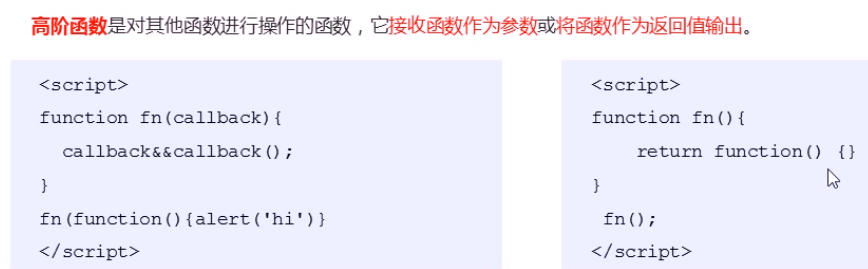 高阶函数是对其他函数进行操作的函数，它接收函数作为参数或将函数作为返回值输出。
<script>
function fn(callback){
  callback&&callback();
}
fn(function(){alert('hi')}
</script>
<script>
function fn(){
    return function() {}
}
 fn();
</script>